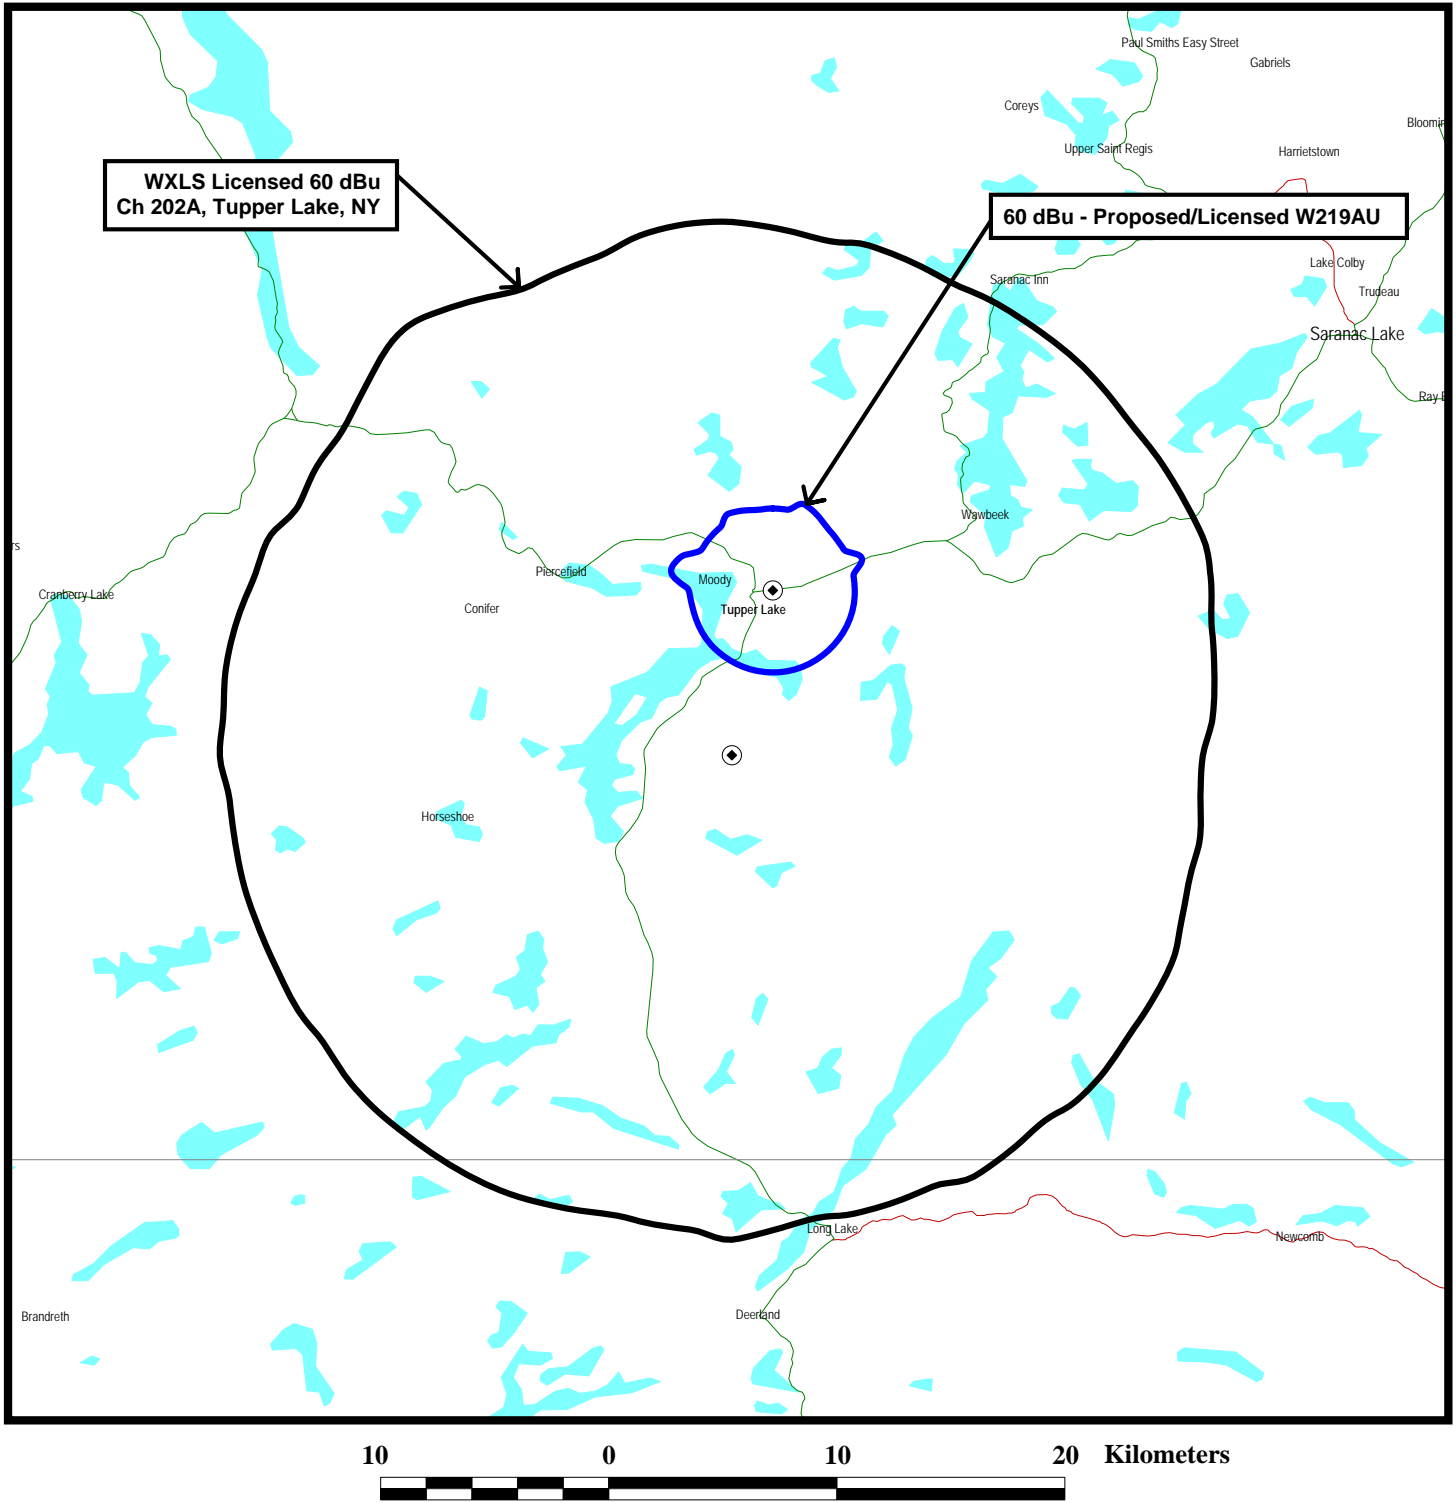 Paul Smiths Easy Street
Gabriels
Coreys
Upper Saint Regis
Harrietstown
WXLS Licensed 60 dBu
Ch 202A, Tupper Lake, NY
60 dBu - Proposed/Licensed W219AU
Saranac Inn
Lake Colby
Trudeau
Saranac Lake
Wawbeek
Piercefield
Moody
Cranberry Lake
Conifer
Tupper Lake
Horseshoe
Long Lake
Newcomb
Brandreth
Deerland
10 0 10 20 Kilometers